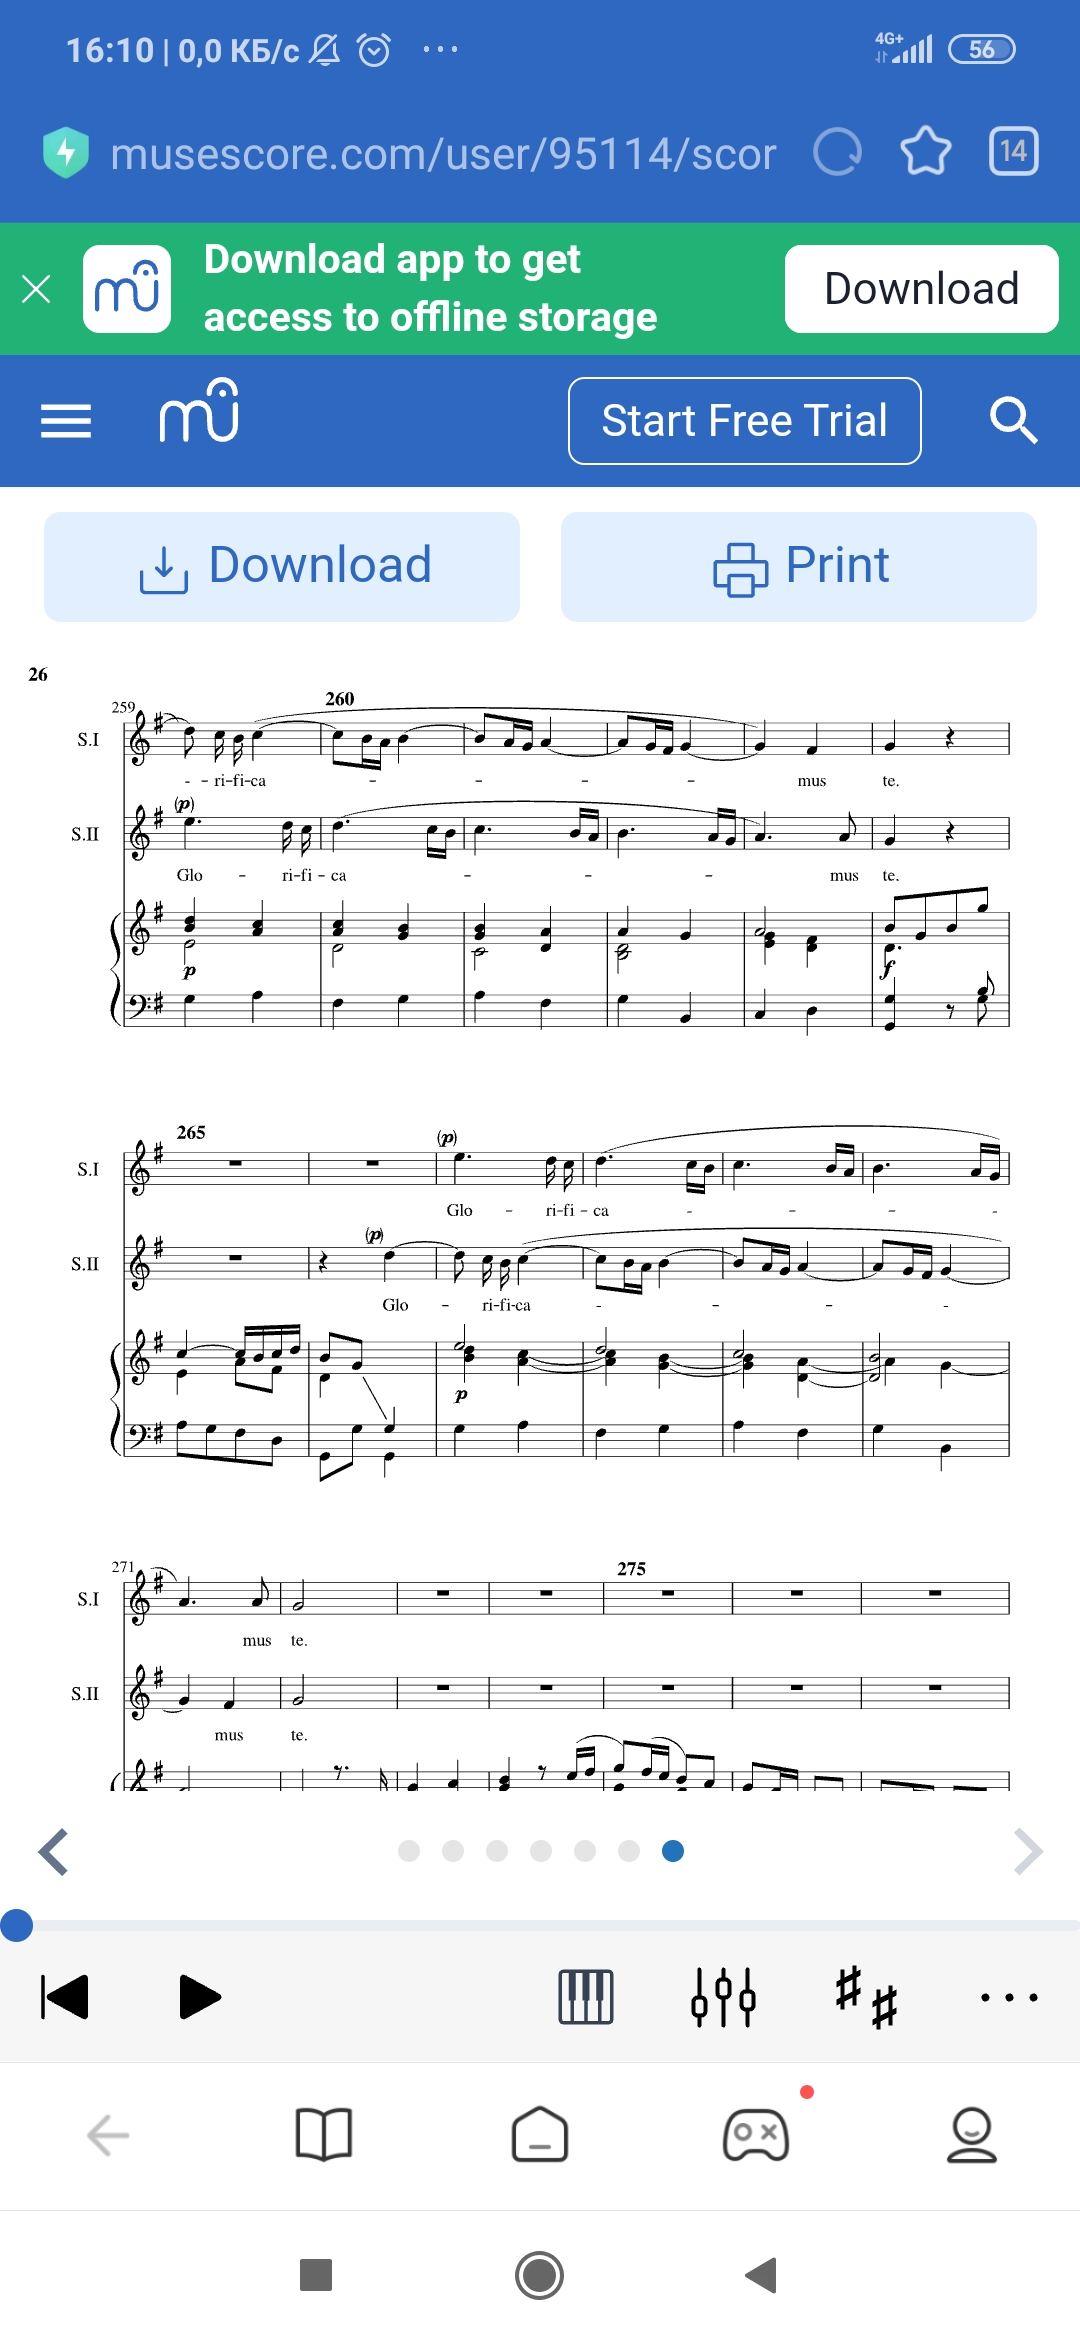 16:10 | 0,0 КБ/с ...
4G+ 56
musescore.com/user/95114/scor 14
Download app to get
access to offline storage
Download
Start Free Trial
Download Print
26
259 260
S.I
- - ri-fi-ca - - - - mus te.
(p)
S.II
Glo - ri-fi-ca - - - mus te.
p f
265
(p)
S.I
Glo - ri-fi-ca - - - -
(p)
S.II
Glo - ri-fi-ca - - - -
p
271 275
S.I
mus te.
S.II
mus te.